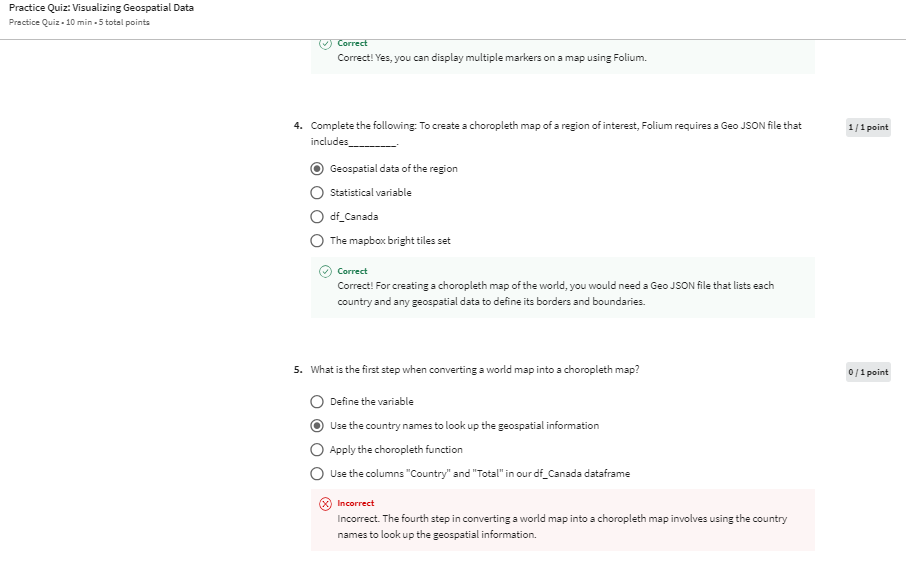 Practice Quiz: Visualizing Geospatial Data
Practice Quiz • 10 min • 5 total points
Correct
Correct! Yes, you can display multiple markers on a map using Folium.
4. Complete the following: To create a choropleth map of a region of interest, Folium requires a Geo JSON file that
includes_________.
1 / 1 point
Geospatial data of the region
Statistical variable
df_Canada
The mapbox bright tiles set
Correct
Correct! For creating a choropleth map of the world, you would need a Geo JSON file that lists each
country and any geospatial data to define its borders and boundaries.
5. What is the first step when converting a world map into a choropleth map?
0 / 1 point
Define the variable
Use the country names to look up the geospatial information
Apply the choropleth function
Use the columns "Country" and "Total" in our df_Canada dataframe
Incorrect
Incorrect. The fourth step in converting a world map into a choropleth map involves using the country
names to look up the geospatial information.